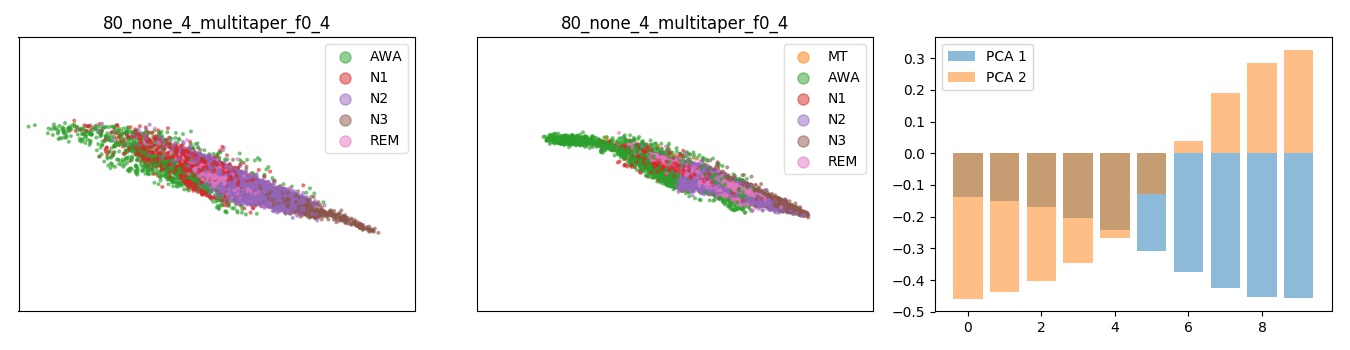 80_none_4_multitaper_f0_4
AWA
N1
N2
N3
REM
80_none_4_multitaper_f0_4
MT
AWA
N1
N2
N3
REM
PCA 1
PCA 2
0.3
0.2
0.1
0.0
−0.1
−0.2
−0.3
−0.4
−0.5
0 2 4 6 8